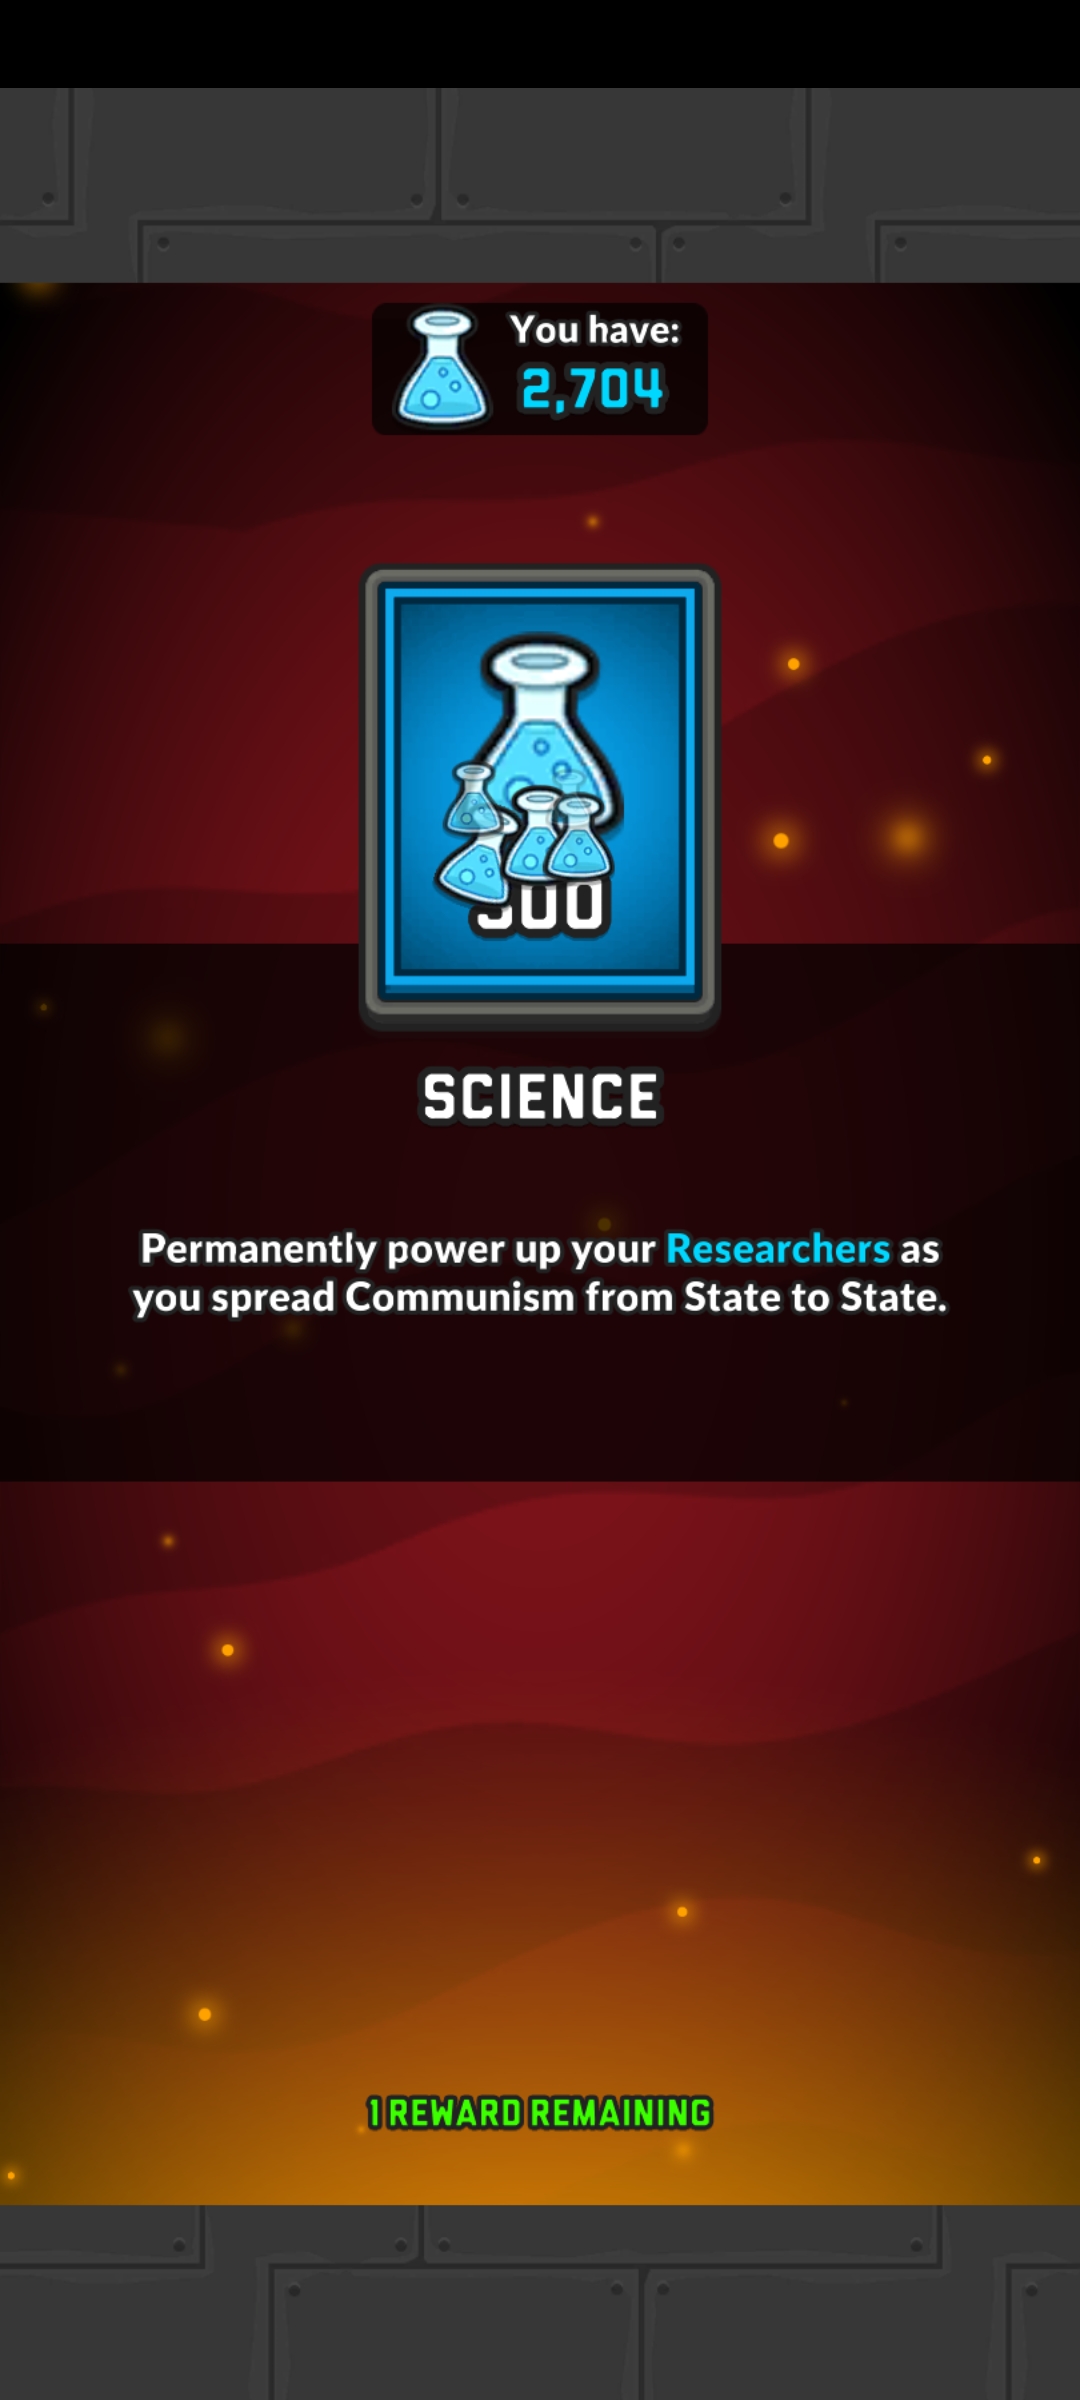 You have:
2,704
SCIENCE
Permanently power up your Researchers as
you spread Communism from State to State.
1 REWARD REMAINING